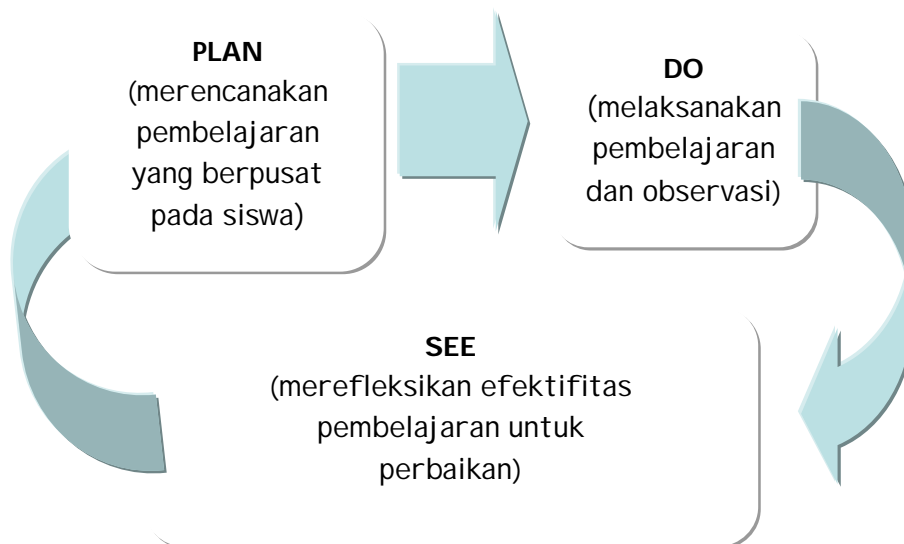 PLAN
(merencanakan
pembelajaran
yang berpusat
pada siswa)
DO
(melaksanakan
pembelajaran
dan observasi)
SEE
(merefleksikan efektifitas
pembelajaran untuk
perbaikan)